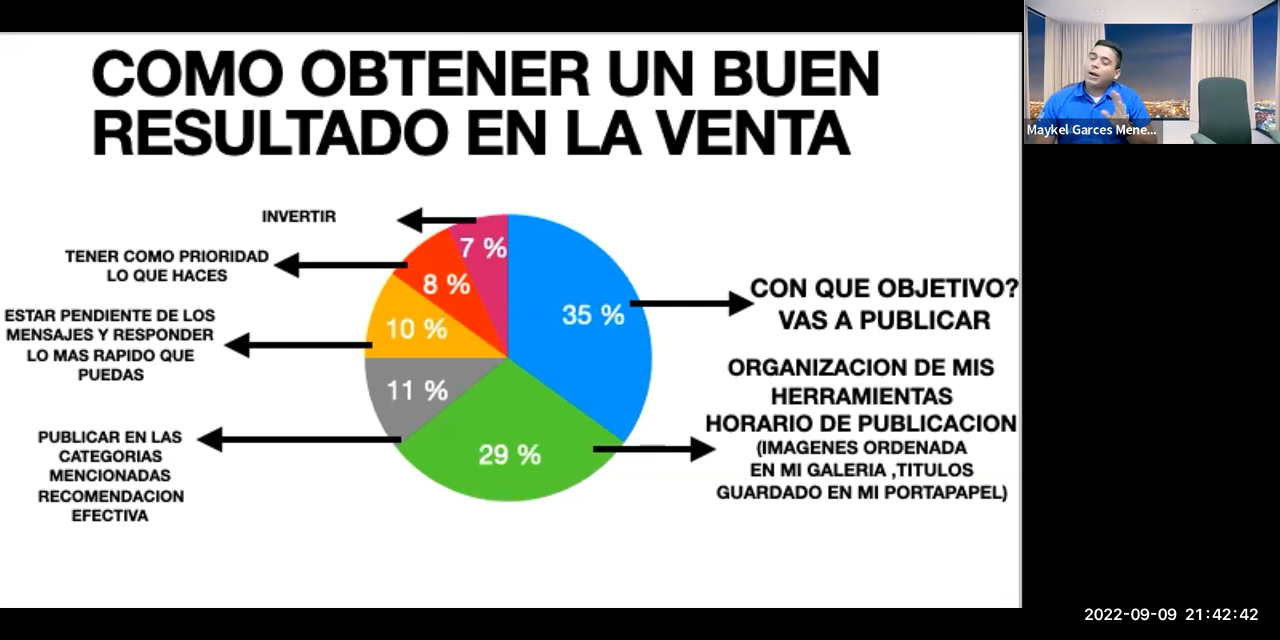 COMO OBTENER UN BUEN
RESULTADO EN LA VENTA
INVERTIR
7 %
TENER COMO PRIORIDAD
LO QUE HACES
8 %
35 %
CON QUE OBJETIVO?
VAS A PUBLICAR
ESTAR PENDIENTE DE LOS
MENSAJES Y RESPONDER
LO MAS RAPIDO QUE
PUEDAS
10 %
11 %
ORGANIZACION DE MIS
HERRAMIENTAS
HORARIO DE PUBLICACION
(IMAGENES ORDENADA
EN MI GALERIA ,TITULOS
GUARDADO EN MI PORTAPAPEL)
29 %
PUBLICAR EN LAS
CATEGORIAS
MENCIONADAS
RECOMENDACION
EFECTIVA
Maykel Garces Mene...
2022-09-09 21:42:42